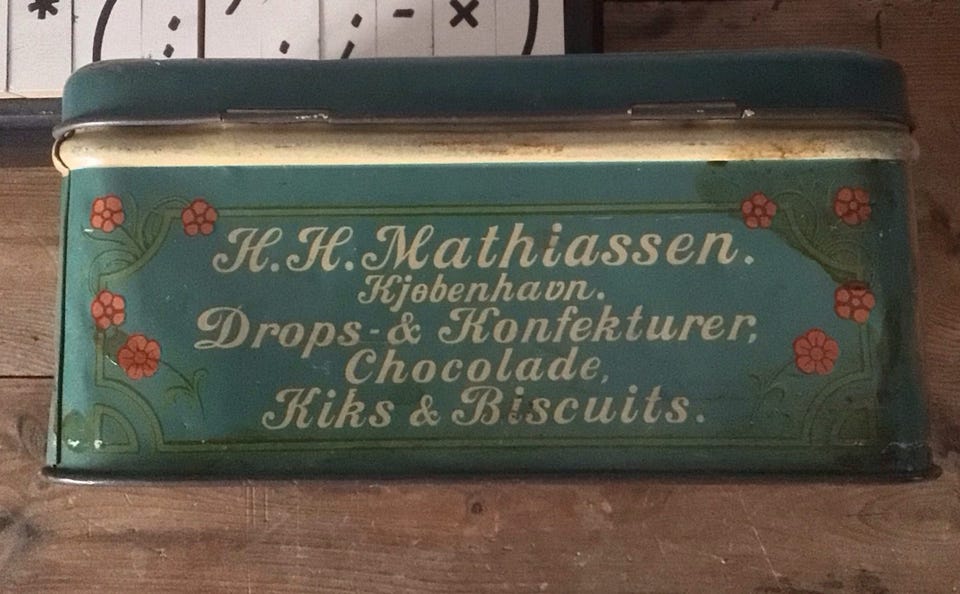 * ( ; : ; - × )
H.H.Mathiassen.
Kjøbenhavn.
Drops-& Konfekturer,
Chocolade,
Kiks & Biscuits.